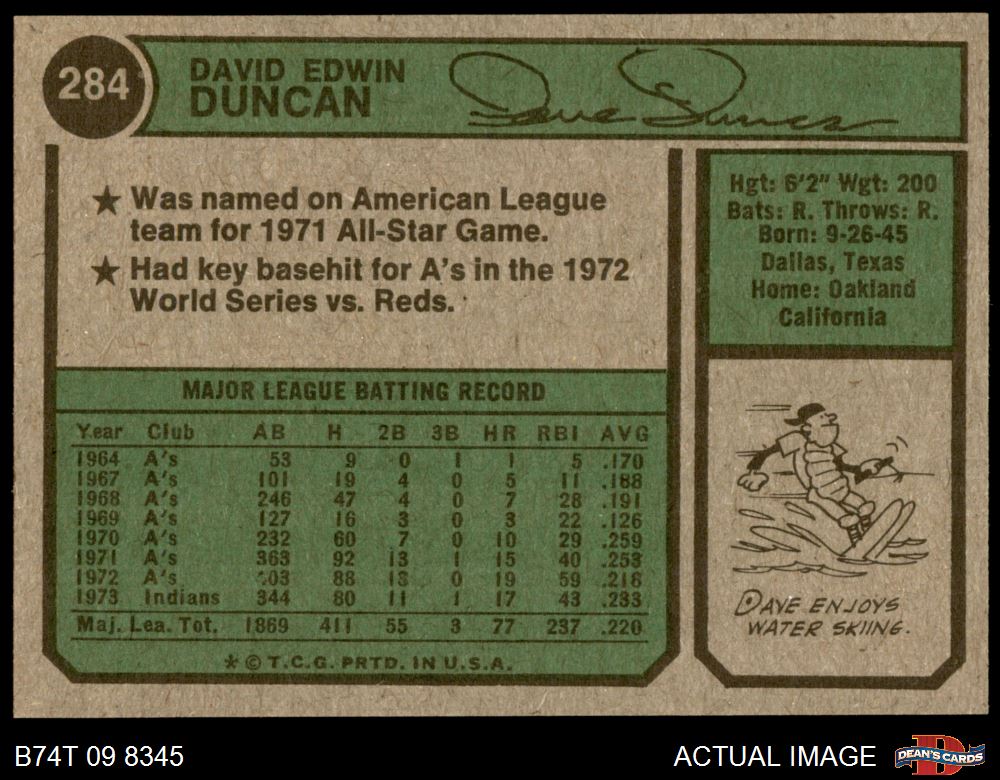 284
DAVID EDWIN
DUNCAN
Dave Duncan
★ Was named on American League
team for 1971 All-Star Game.
★ Had key basehit for A's in the 1972
World Series vs. Reds.
Hgt: 6'2" Wgt: 200
Bats: R. Throws: R.
Born: 9-26-45
Dallas, Texas
Home: Oakland
California
MAJOR LEAGUE BATTING RECORD
Year Club AB H 2B 3B HR RBI AVG
1964 A's 53 9 0 1 1 5 .170
1967 A's 101 19 4 0 5 11 .188
1968 A's 246 47 4 0 7 28 .191
1969 A's 127 16 3 0 3 22 .126
1970 A's 232 60 7 0 10 29 .259
1971 A's 363 92 13 1 15 40 .253
1972 A's 403 88 13 0 19 59 .218
1973 Indians 344 80 11 1 17 43 .233
Maj. Lea. Tot. 1869 411 55 3 77 237 .220
★ © T.C.G. PRTD. IN U.S.A.
DAVE ENJOYS
WATER SKIING.
B74T 09 8345
ACTUAL IMAGE
D
DEAN'S CARDS